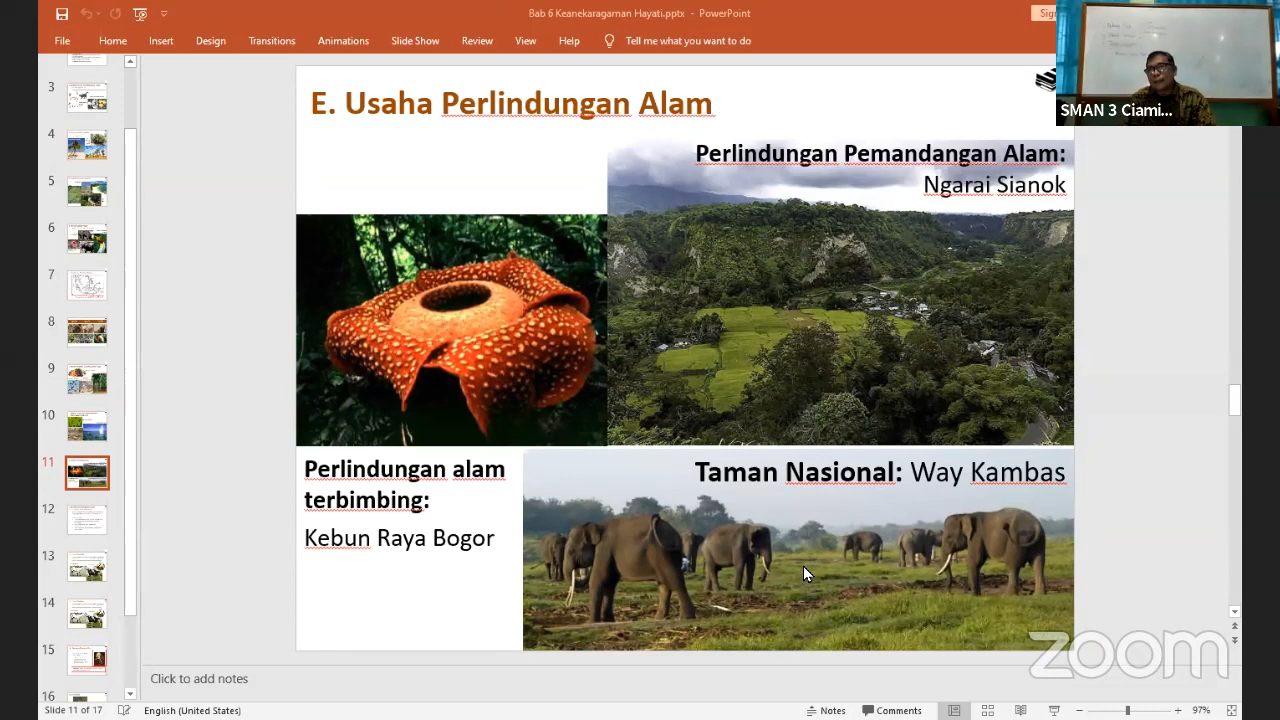 Bab 6 Keanekaragaman Hayati.pptx - PowerPoint
Sign
File Home Insert Design Transitions Animations Slide Show Review View Help Tell me what you want to do
SMAN 3 Ciami...
E. Usaha Perlindungan Alam
Perlindungan Pemandangan Alam:
Ngarai Sianok
Perlindungan alam
terbimbing:
Kebun Raya Bogor
Taman Nasional: Way Kambas
3
4
5
6
7
8
9
10
11
12
13
14
15
16
zoom
Click to add notes
Slide 11 of 17 English (United States) Notes Comments 97%